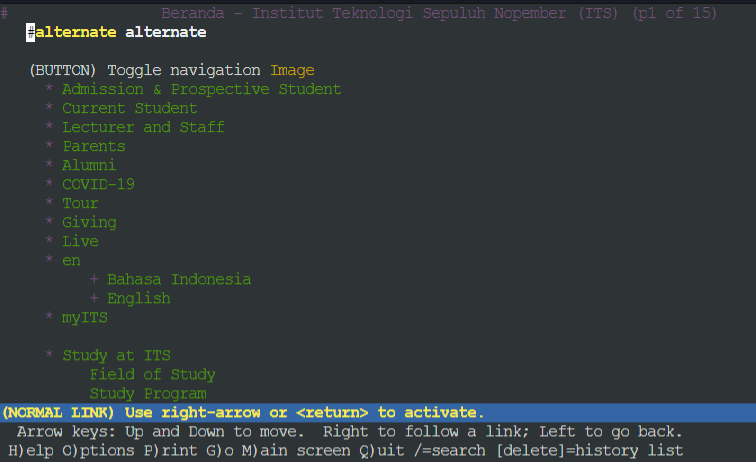 # Beranda - Institut Teknologi Sepuluh Nopember (ITS) (p1 of 15)
#alternate alternate
(BUTTON) Toggle navigation Image
* Admission & Prospective Student
* Current Student
* Lecturer and Staff
* Parents
* Alumni
* COVID-19
* Tour
* Giving
* Live
* en
+ Bahasa Indonesia
+ English
* myITS
* Study at ITS
Field of Study
Study Program
(NORMAL LINK) Use right-arrow or <return> to activate.
Arrow keys: Up and Down to move. Right to follow a link; Left to go back.
H)elp O)ptions P)rint G)o M)ain screen Q)uit /=search [delete]=history list